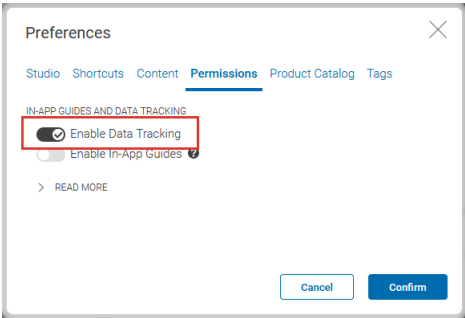 Preferences
Studio Shortcuts Content Permissions Product Catalog Tags
IN-APP GUIDES AND DATA TRACKING
Enable Data Tracking
Enable In-App Guides ?
READ MORE
Cancel Confirm